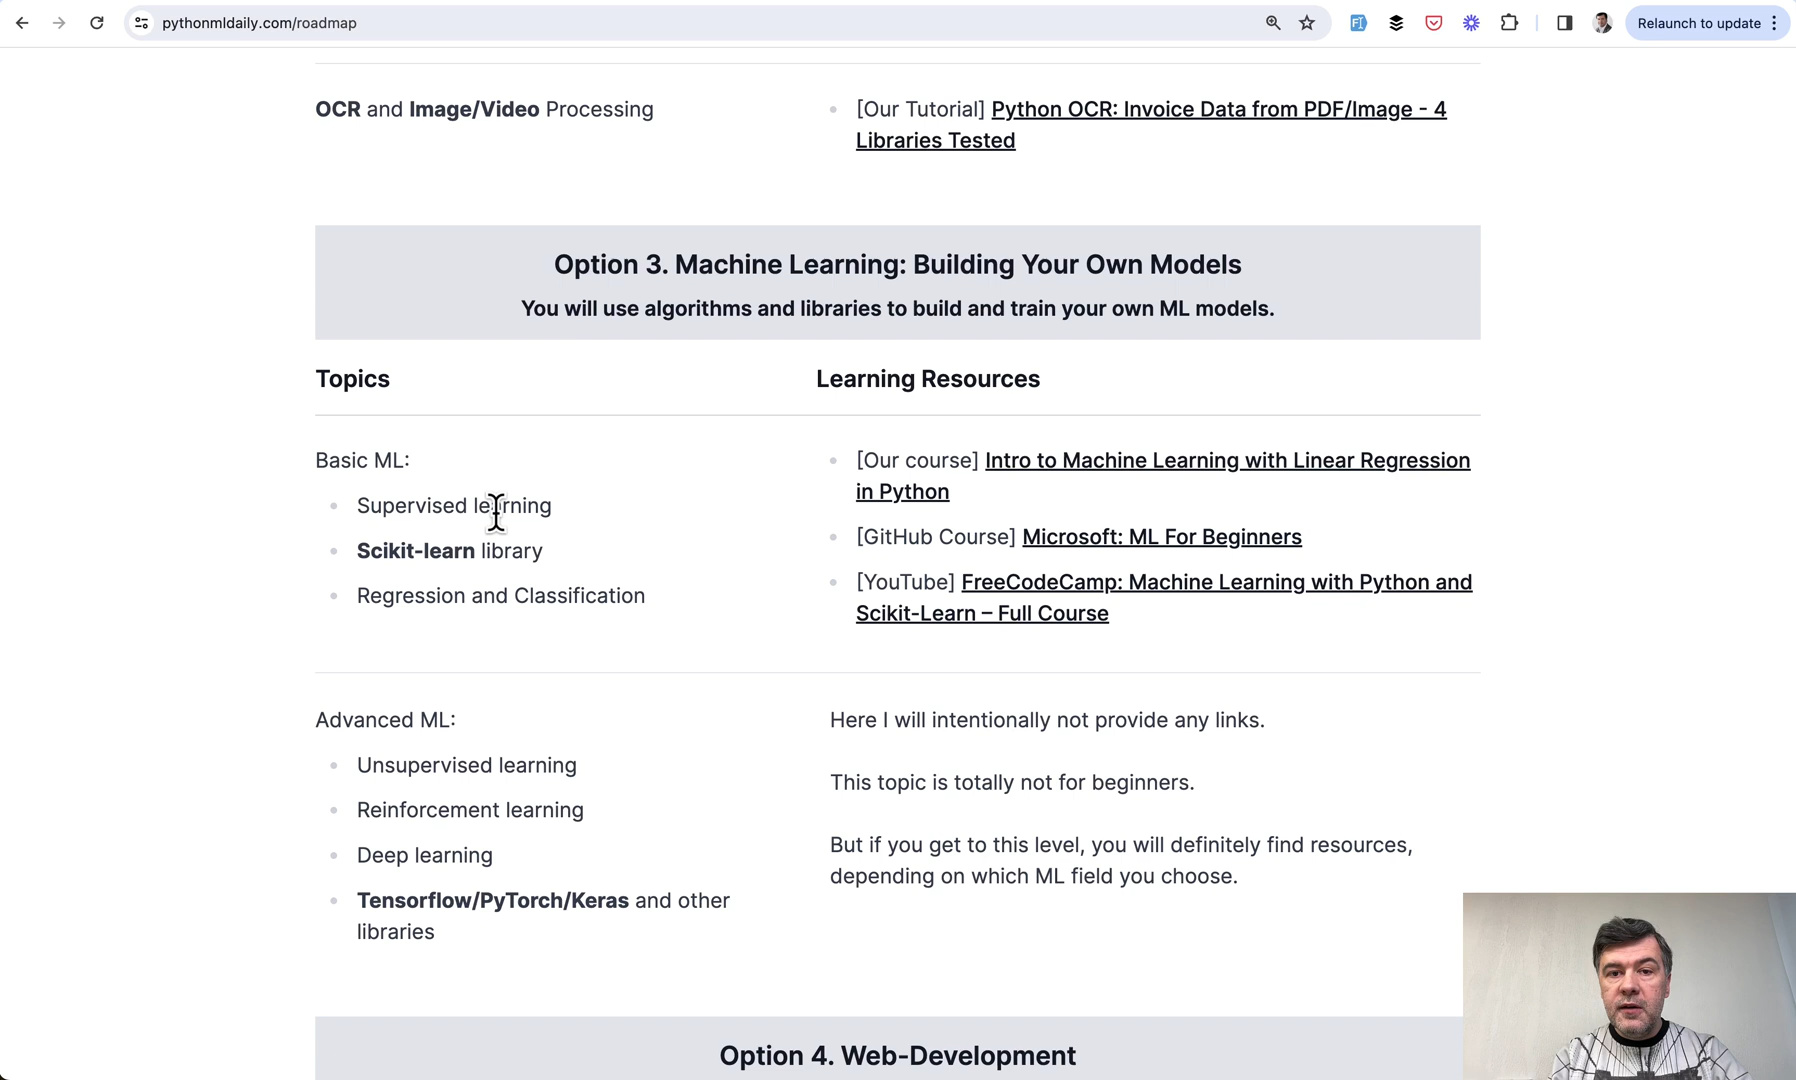 pythonmldaily.com/roadmap
Relaunch to update
OCR and Image/Video Processing
[Our Tutorial] Python OCR: Invoice Data from PDF/Image - 4
Libraries Tested
Option 3. Machine Learning: Building Your Own Models
You will use algorithms and libraries to build and train your own ML models.
Topics
Learning Resources
Basic ML:
Supervised learning
Scikit-learn library
Regression and Classification
[Our course] Intro to Machine Learning with Linear Regression
in Python
[GitHub Course] Microsoft: ML For Beginners
[YouTube] FreeCodeCamp: Machine Learning with Python and
Scikit-Learn – Full Course
Advanced ML:
Unsupervised learning
Reinforcement learning
Deep learning
Tensorflow/PyTorch/Keras and other
libraries
Here I will intentionally not provide any links.
This topic is totally not for beginners.
But if you get to this level, you will definitely find resources,
depending on which ML field you choose.
Option 4. Web-Development